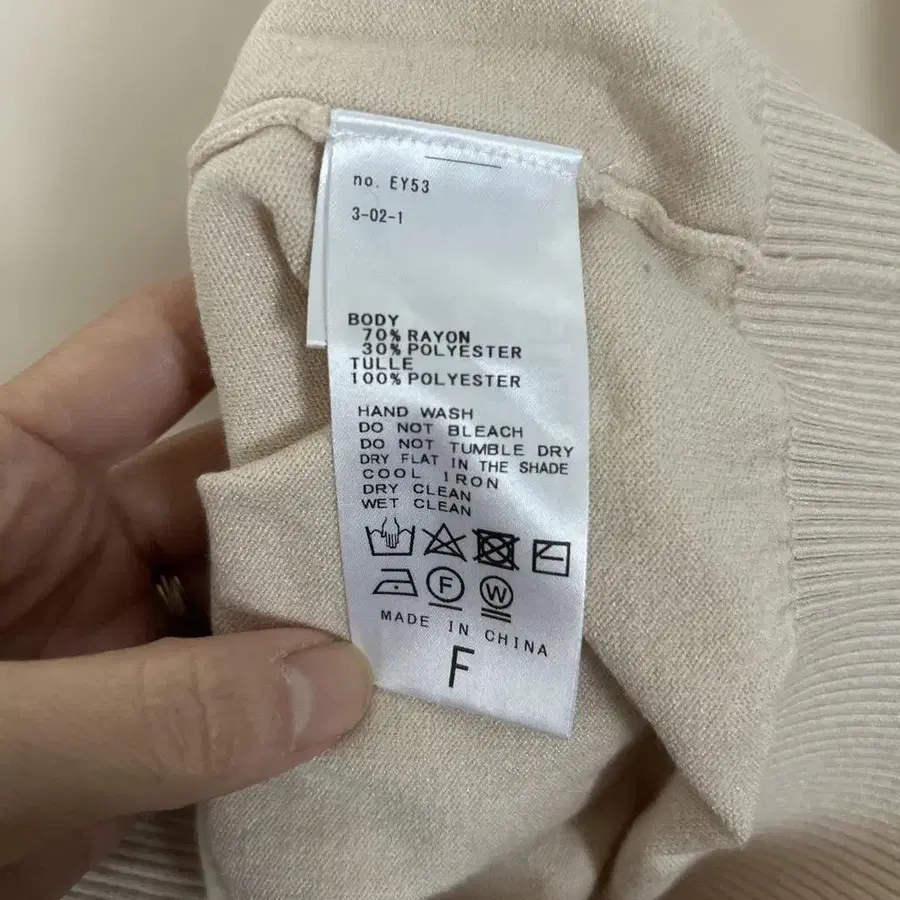 no. EY53
3-02-1
BODY
70% RAYON
30% POLYESTER
TULLE
100% POLYESTER
HAND WASH
DO NOT BLEACH
DO NOT TUMBLE DRY
DRY FLAT IN THE SHADE
COOL IRON
DRY CLEAN
WET CLEAN
F W
MADE IN CHINA
F